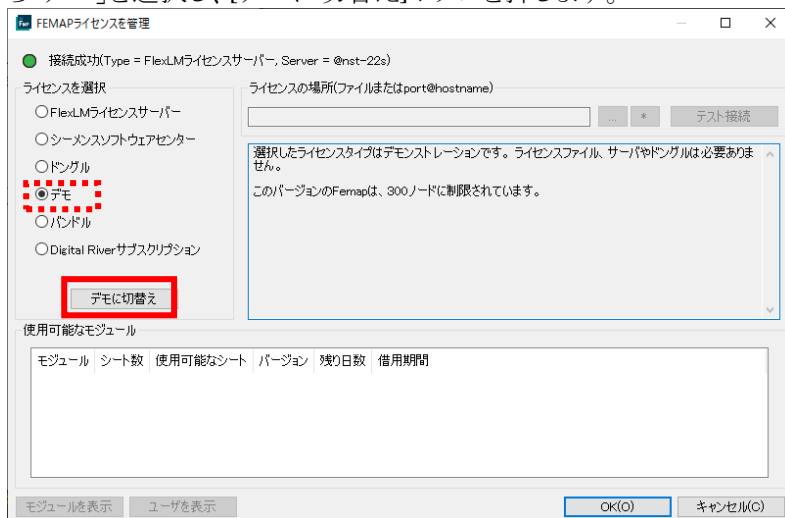 FEMAPライセンスを管理
接続成功(Type = FlexLMライセンスサーバー, Server = @nst-22s)
ライセンスを選択
FlexLMライセンスサーバー
シーメンスソフトウェアセンター
ドングル
デモ
バンドル
Digital Riverサブスクリプション
デモに切替え
ライセンスの場所(ファイルまたはport@hostname)
... * テスト接続
選択したライセンスタイプはデモンストレーションです。ライセンスファイル、サーバやドングルは必要ありま
せん。
このバージョンのFemapは、300ノードに制限されています。
使用可能なモジュール
モジュール シート数 使用可能なシート バージョン 残り日数 借用期間
モジュールを表示 ユーザを表示 OK(O) キャンセル(C)